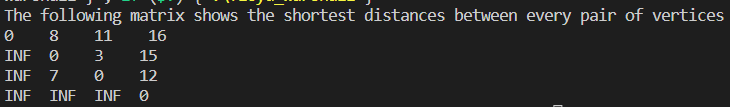 The following matrix shows the shortest distances between every pair of vertices
0 8 11 16
INF 0 3 15
INF 7 0 12
INF INF INF 0